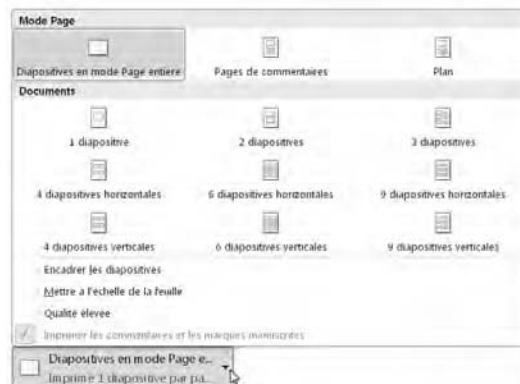 Mode Page
Diapositives en mode Page entière Pages de commentaires Plan
Documents
1 diapositive 2 diapositives 3 diapositives
4 diapositives horizontales 6 diapositives horizontales 9 diapositives horizontales
4 diapositives verticales 6 diapositives verticales 9 diapositives verticales
Encadrer les diapositives
Mettre à l'échelle de la feuille
Qualité élevée
Imprimer les commentaires et les marques manuscrites
Diapositives en mode Page e...
Imprime 1 diapositive par pa...